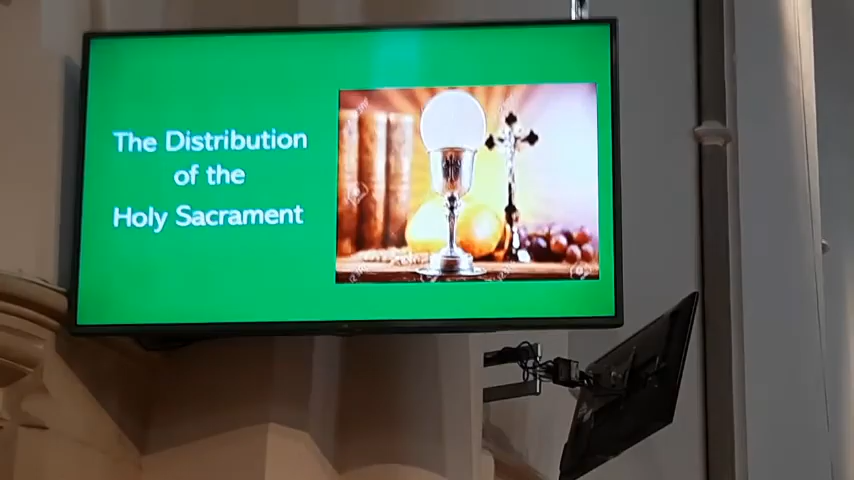 The Distribution
of the
Holy Sacrament